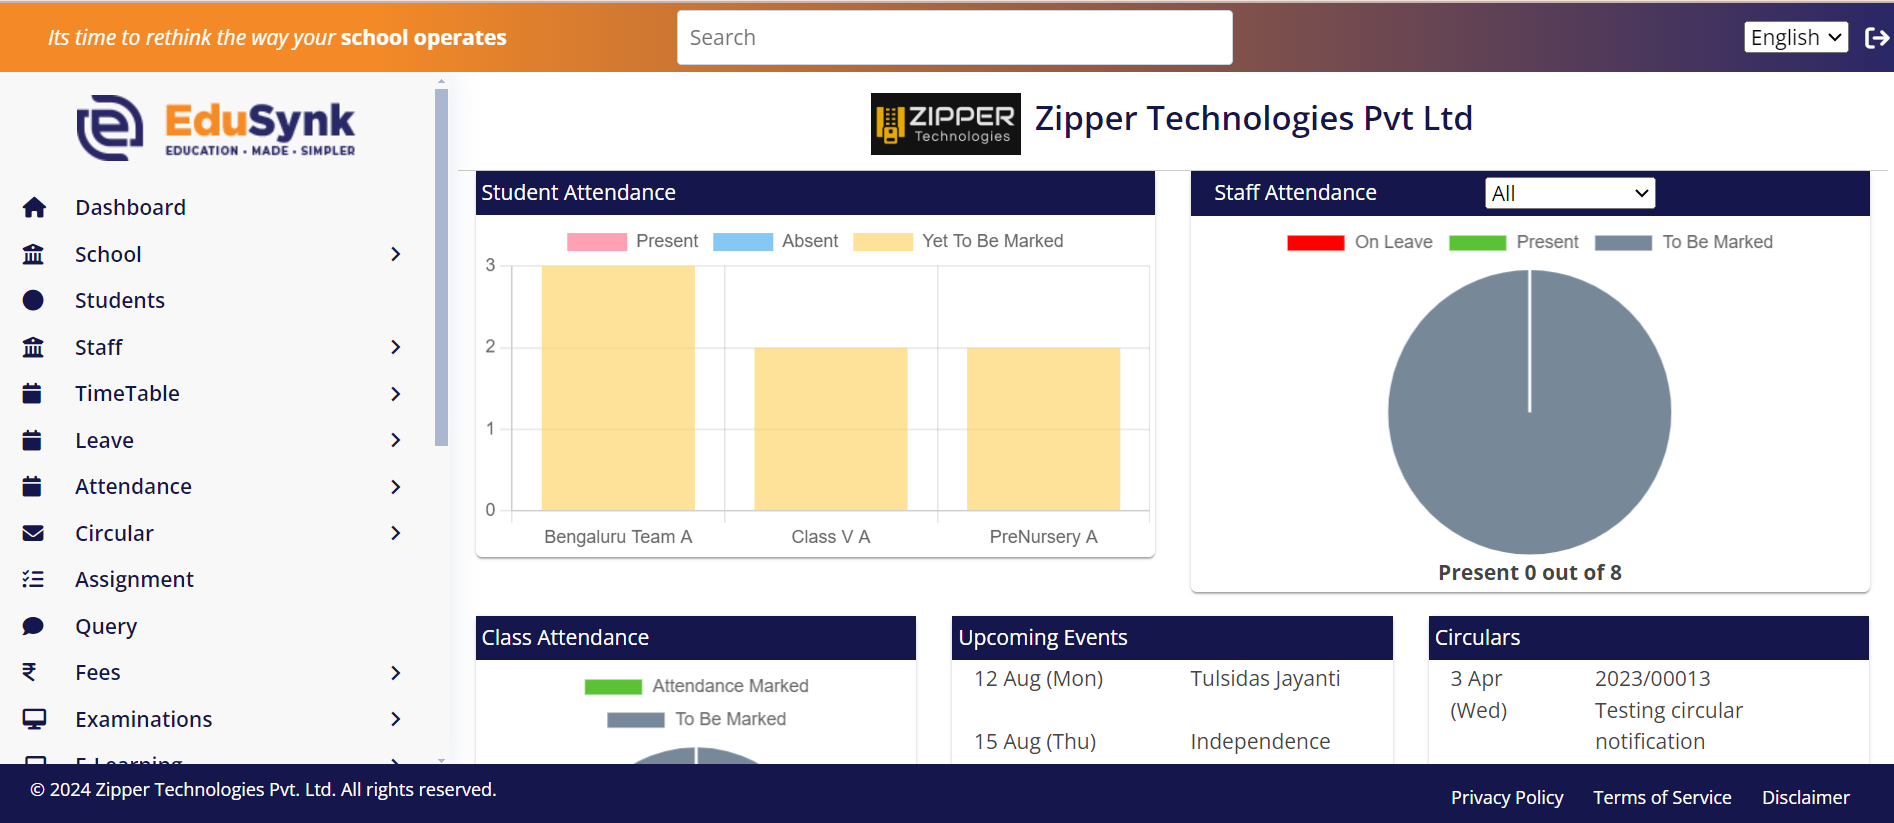 Its time to rethink the way your school operates
Search
English
EduSynk
EDUCATION • MADE • SIMPLER
Dashboard
School
Students
Staff
TimeTable
Leave
Attendance
Circular
Assignment
Query
Fees
Examinations
E-Learning
ZIPPER
Technologies
Zipper Technologies Pvt Ltd
Student Attendance
Present Absent Yet To Be Marked
3
2
1
0
Bengaluru Team A Class V A PreNursery A
Staff Attendance All
On Leave Present To Be Marked
Present 0 out of 8
Class Attendance
Attendance Marked
To Be Marked
Upcoming Events
12 Aug (Mon) Tulsidas Jayanti
15 Aug (Thu) Independence
Circulars
3 Apr 2023/00013
(Wed) Testing circular
notification
© 2024 Zipper Technologies Pvt. Ltd. All rights reserved.
Privacy Policy Terms of Service Disclaimer